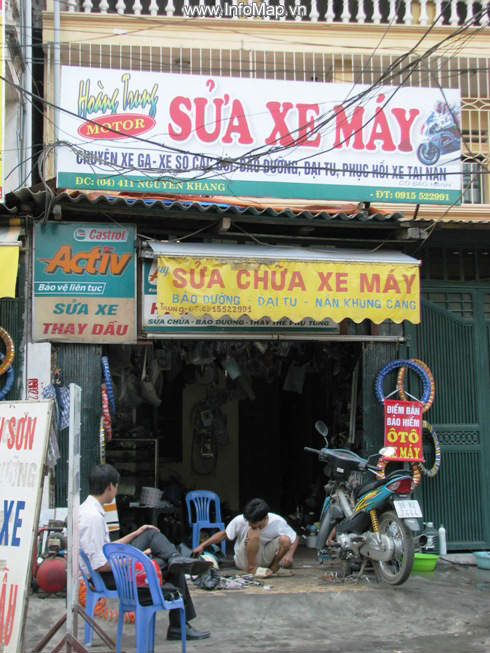 www.InfoMap.vn
Hoàng Trung
MOTOR
SỬA XE MÁY
CHUYÊN XE GA - XE SỐ CÁC ĐỜI, BẢO DƯỠNG, ĐẠI TU, PHỤC HỒI XE TAI NẠN
ĐC: (04) 411 NGUYỄN KHANG
ĐT: 0915 522991
Castrol
Activ
Bảo vệ liên tục
SỬA XE
THAY DẦU
SỬA CHỮA XE MÁY
BẢO DƯỠNG - ĐẠI TU - NẮN KHUNG CÀNG
SỬA CHỮA - BẢO DƯỠNG - THAY THẾ PHỤ TÙNG
ĐIỂM BÁN
BẢO HIỂM
ÔTÔ
XE MÁY
SƠN
XE